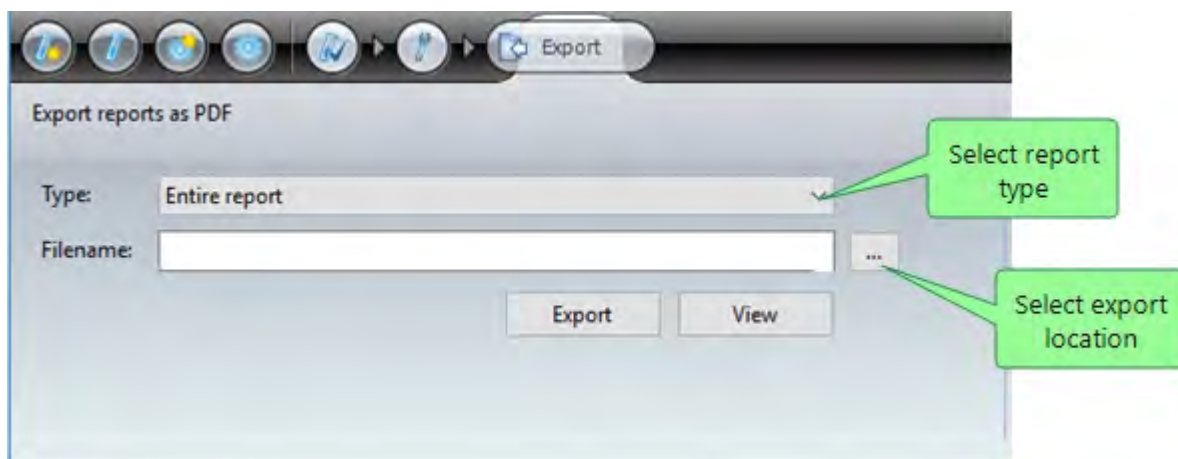 Export
Export reports as PDF
Select report
type
Type:
Entire report
Filename:
...
Select export
location
Export
View